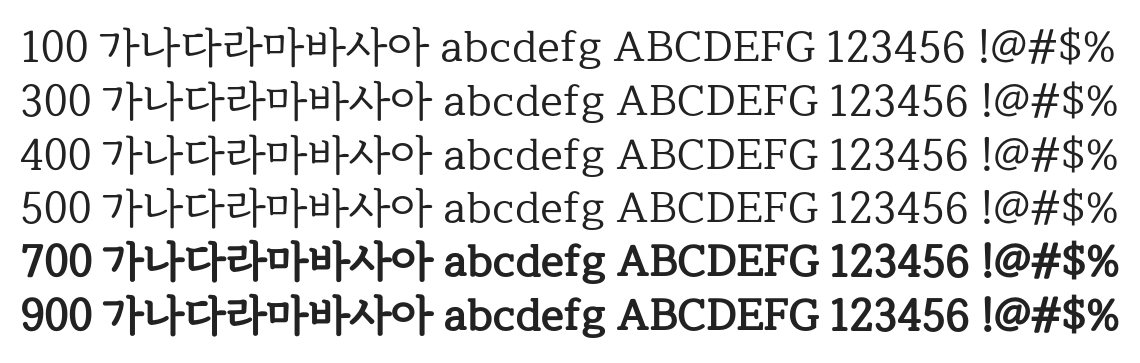 100 가나다라마바사아 abcdefg ABCDEFG 123456 !@#$%
300 가나다라마바사아 abcdefg ABCDEFG 123456 !@#$%
400 가나다라마바사아 abcdefg ABCDEFG 123456 !@#$%
500 가나다라마바사아 abcdefg ABCDEFG 123456 !@#$%
700 가나다라마바사아 abcdefg ABCDEFG 123456 !@#$%
900 가나다라마바사아 abcdefg ABCDEFG 123456 !@#$%